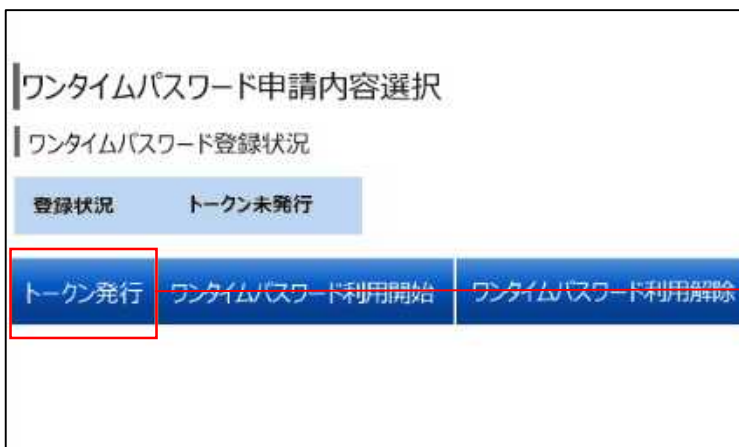 ワンタイムパスワード申請内容選択
ワンタイムパスワード登録状況
登録状況 トークン未発行
トークン発行 ワンタイムパスワード利用開始 ワンタイムパスワード利用解除